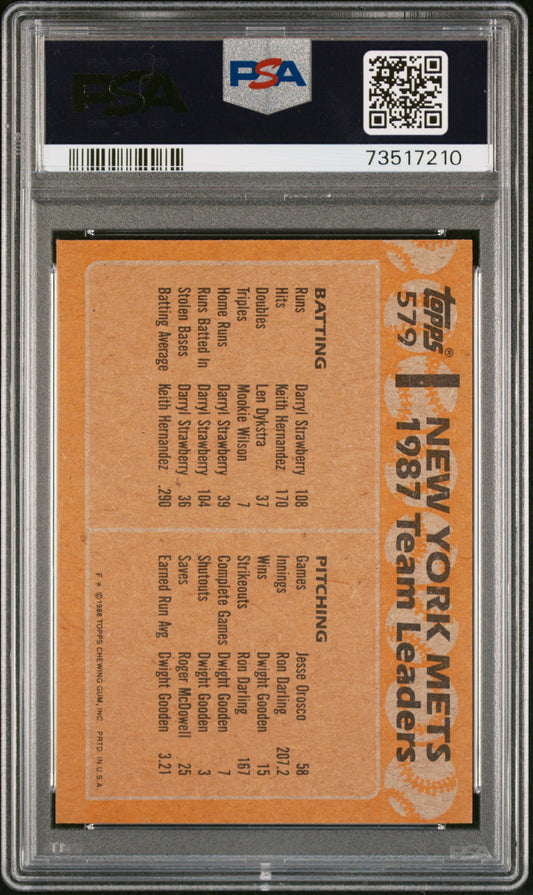 PSA
PSA
73517210
topps®
579
NEW YORK METS
1987 Team Leaders
BATTING
Runs Darryl Strawberry 108
Hits Keith Hernandez 170
Doubles Len Dykstra 37
Triples Mookie Wilson 7
Home Runs Darryl Strawberry 39
Runs Batted In Darryl Strawberry 104
Stolen Bases Darryl Strawberry 36
Batting Average Keith Hernandez .290
PITCHING
Games Jesse Orosco 58
Innings Ron Darling 207.2
Wins Dwight Gooden 15
Strikeouts Ron Darling 167
Complete Games Dwight Gooden 7
Shutouts Dwight Gooden 3
Saves Roger McDowell 25
Earned Run Avg Dwight Gooden 3.21
F * © 1988 TOPPS CHEWING GUM, INC. PRTD. IN U.S.A.
PSA